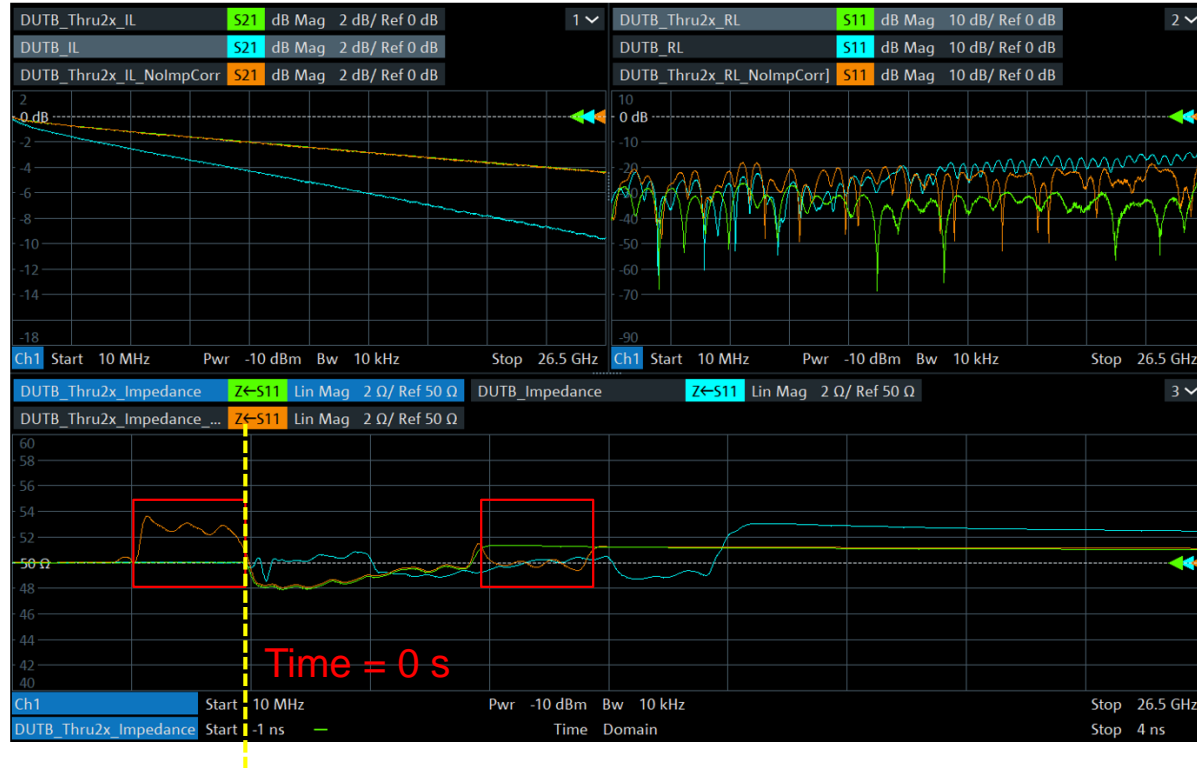 DUTB_Thru2x_IL S21 dB Mag 2 dB/ Ref 0 dB 1
DUTB_IL S21 dB Mag 2 dB/ Ref 0 dB
DUTB_Thru2x_IL_NoImpCorr S21 dB Mag 2 dB/ Ref 0 dB
2
0 dB
-2
-4
-6
-8
-10
-12
-14
-18
Ch1 Start 10 MHz Pwr -10 dBm Bw 10 kHz Stop 26.5 GHz
DUTB_Thru2x_RL S11 dB Mag 10 dB/ Ref 0 dB 2
DUTB_RL S11 dB Mag 10 dB/ Ref 0 dB
DUTB_Thru2x_RL_NoImpCorr] S11 dB Mag 10 dB/ Ref 0 dB
10
0 dB
-10
-20
-40
-50
-60
-70
-90
Ch1 Start 10 MHz Pwr -10 dBm Bw 10 kHz Stop 26.5 GHz
DUTB_Thru2x_Impedance Z←S11 Lin Mag 2 Ω/ Ref 50 Ω DUTB_Impedance Z←S11 Lin Mag 2 Ω/ Ref 50 Ω 3
DUTB_Thru2x_Impedance_... Z←S11 Lin Mag 2 Ω/ Ref 50 Ω
60
58
56
54
52
50 Ω
48
46
44
42
40
Time = 0 s
Ch1 Start 10 MHz Pwr -10 dBm Bw 10 kHz Stop 26.5 GHz
DUTB_Thru2x_Impedance Start -1 ns Time Domain Stop 4 ns